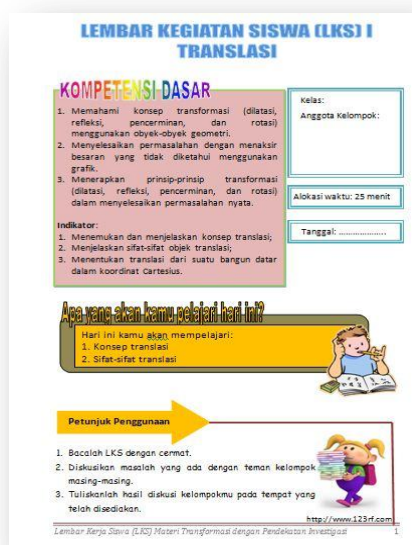 LEMBAR KEGIATAN SISWA (LKS) I
TRANSLASI
KOMPETENSI DASAR
1. Memahami konsep transformasi (dilatasi,
refleksi, pencerminan, dan rotasi)
menggunakan obyek-obyek geometri.
2. Menyelesaikan permasalahan dengan menaksir
besaran yang tidak diketahui menggunakan
grafik.
3. Menerapkan prinsip-prinsip transformasi
(dilatasi, refleksi, pencerminan, dan rotasi)
dalam menyelesaikan permasalahan nyata.
Indikator:
1. Menemukan dan menjelaskan konsep translasi;
2. Menjelaskan sifat-sifat objek translasi;
3. Menentukan translasi dari suatu bangun datar
dalam koordinat Cartesius.
Kelas:
Anggota Kelompok:
Alokasi waktu: 25 menit
Tanggal: ....................
Apa yang akan kamu pelajari hari ini?
Hari ini kamu akan mempelajari:
1. Konsep translasi
2. Sifat-sifat translasi
Petunjuk Penggunaan
1. Bacalah LKS dengan cermat.
2. Diskusikan masalah yang ada dengan teman kelompok
masing-masing.
3. Tuliskanlah hasil diskusi kelompokmu pada tempat yang
telah disediakan.
http://www.123rf.com
Lembar Kerja Siswa (LKS) Materi Transformasi dengan Pendekatan Investigasi 1